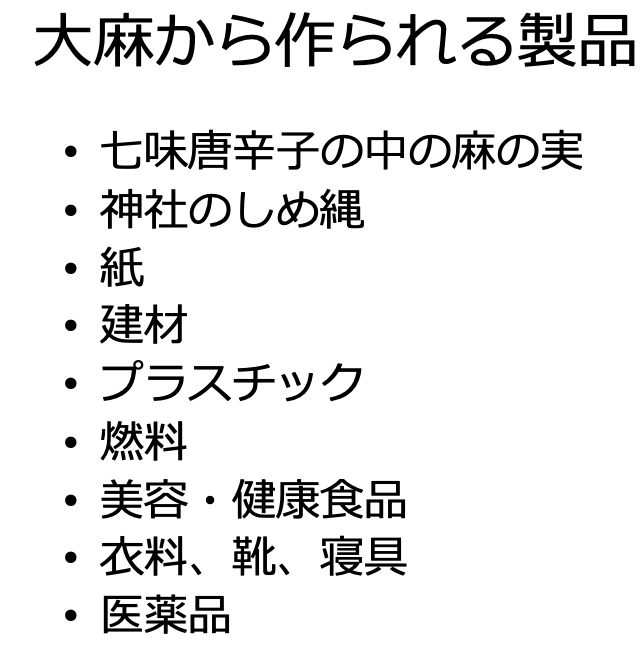 大麻から作られる製品
• 七味唐辛子の中の麻の実
• 神社のしめ縄
• 紙
• 建材
• プラスチック
• 燃料
• 美容・健康食品
• 衣料、靴、寝具
• 医薬品